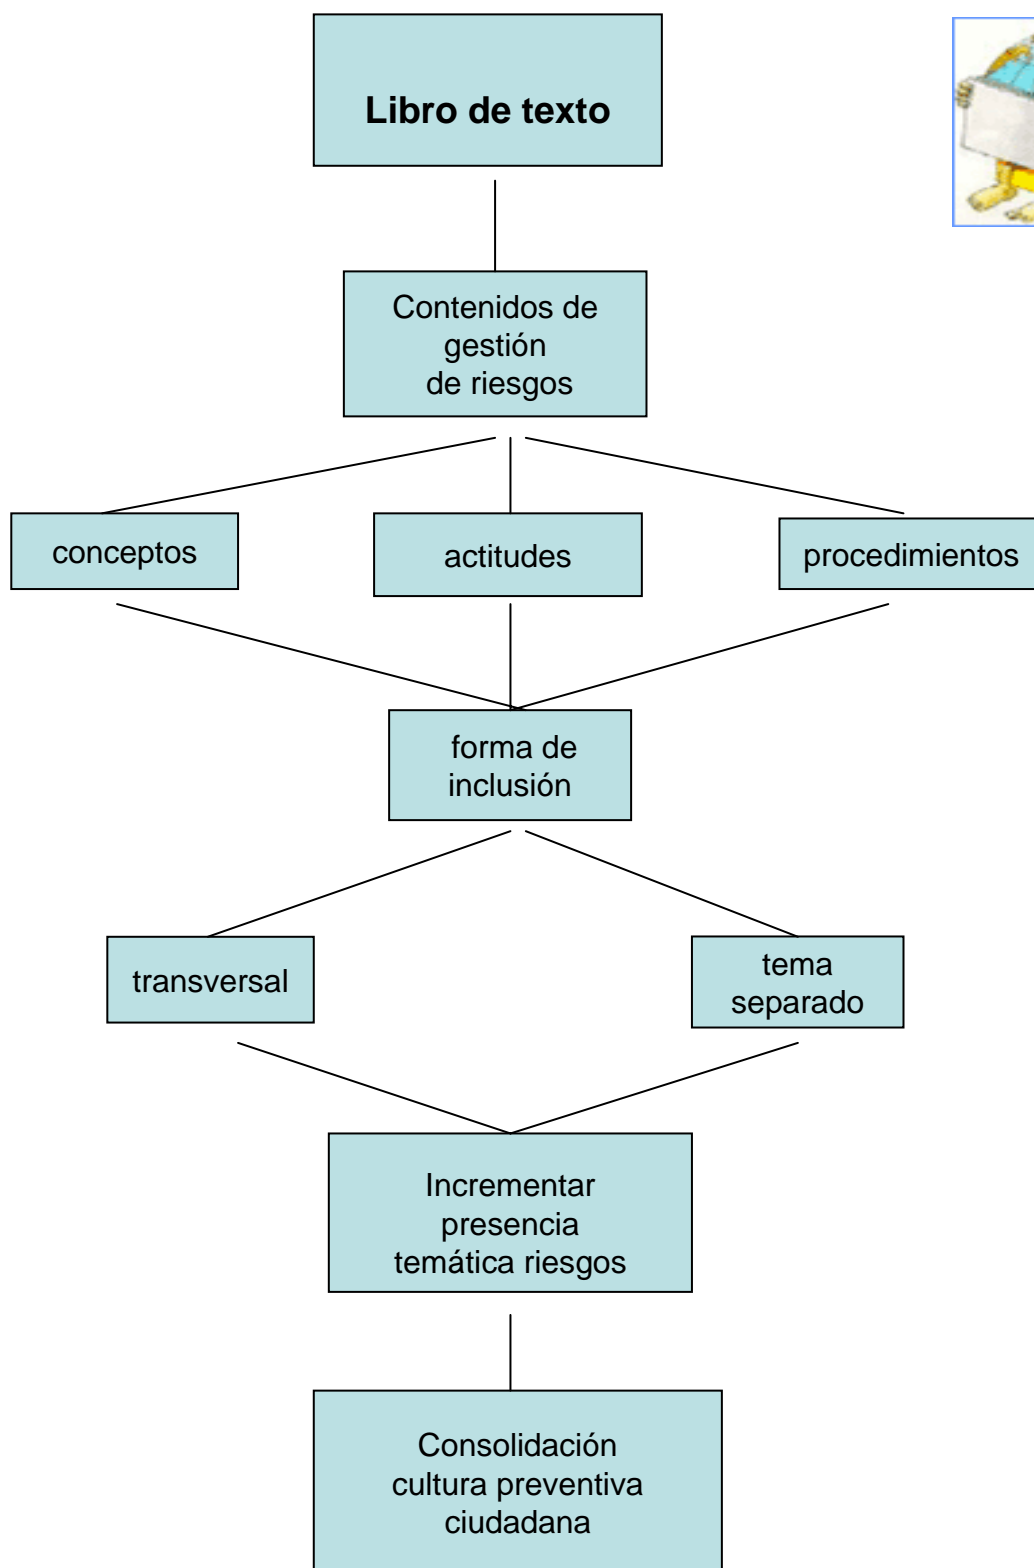 Libro de texto
Contenidos de
gestión
de riesgos
conceptos
actitudes
procedimientos
forma de
inclusión
transversal
tema
separado
Incrementar
presencia
temática riesgos
Consolidación
cultura preventiva
ciudadana